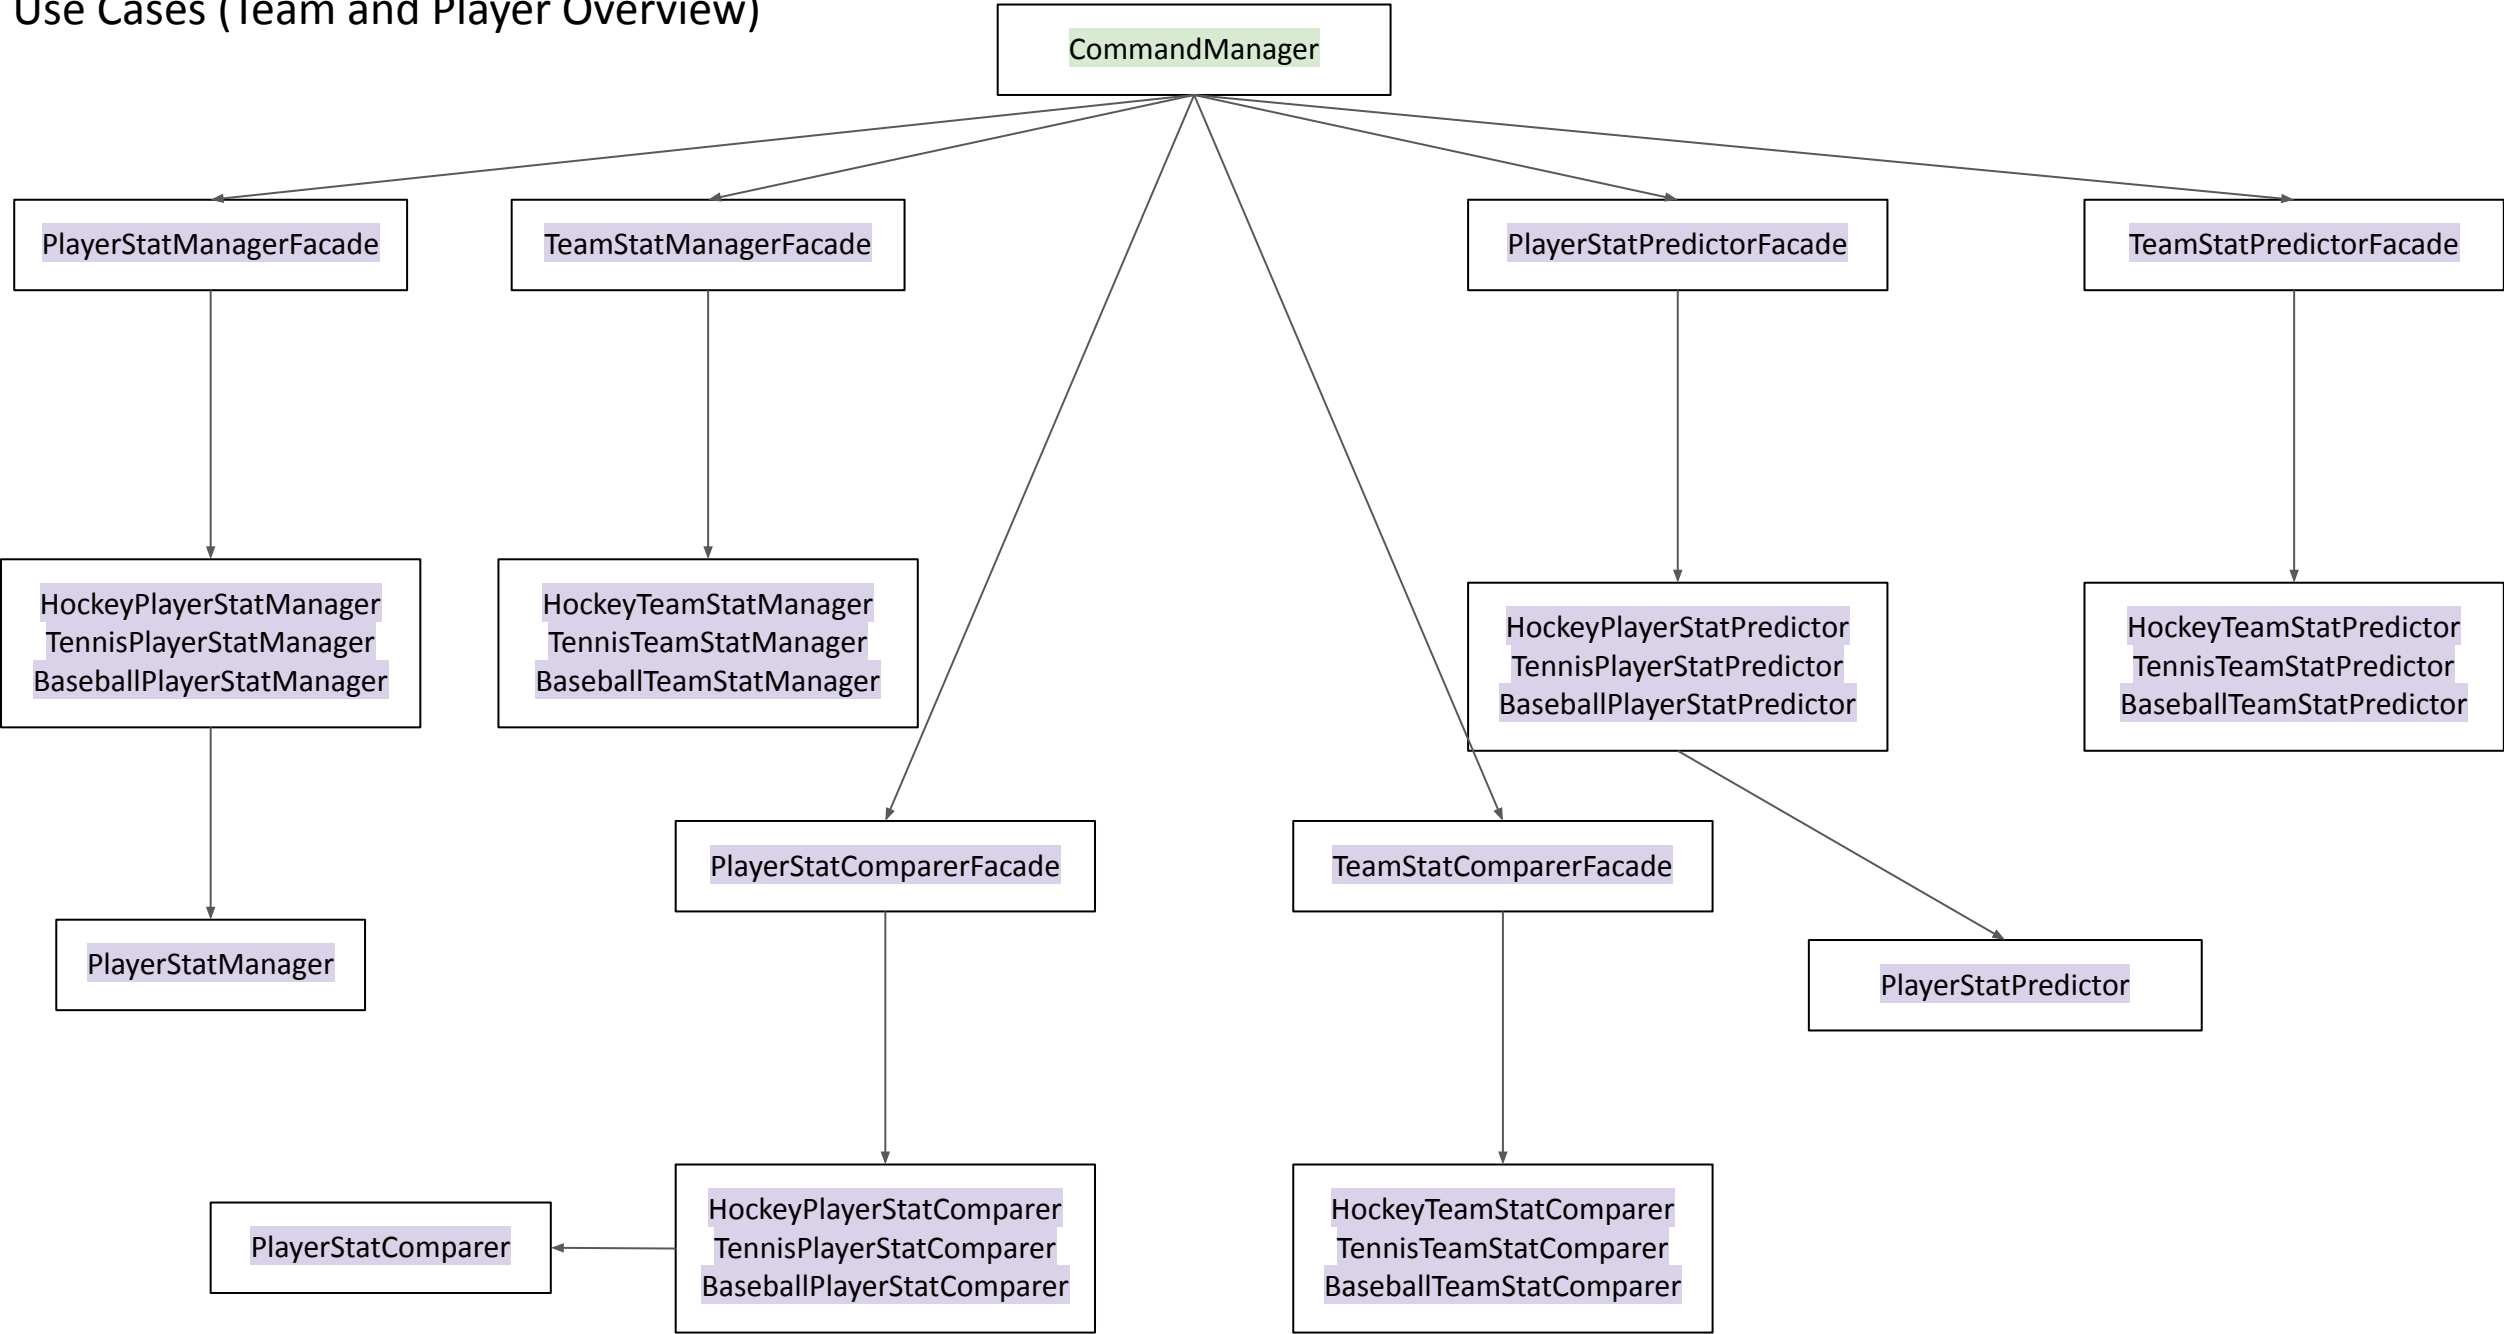 Use Cases (Team and Player Overview)
CommandManager
PlayerStatManagerFacade
TeamStatManagerFacade
PlayerStatPredictorFacade
TeamStatPredictorFacade
HockeyPlayerStatManager
TennisPlayerStatManager
BaseballPlayerStatManager
HockeyTeamStatManager
TennisTeamStatManager
BaseballTeamStatManager
HockeyPlayerStatPredictor
TennisPlayerStatPredictor
BaseballPlayerStatPredictor
HockeyTeamStatPredictor
TennisTeamStatPredictor
BaseballTeamStatPredictor
PlayerStatComparerFacade
TeamStatComparerFacade
PlayerStatManager
PlayerStatPredictor
PlayerStatComparer
HockeyPlayerStatComparer
TennisPlayerStatComparer
BaseballPlayerStatComparer
HockeyTeamStatComparer
TennisTeamStatComparer
BaseballTeamStatComparer